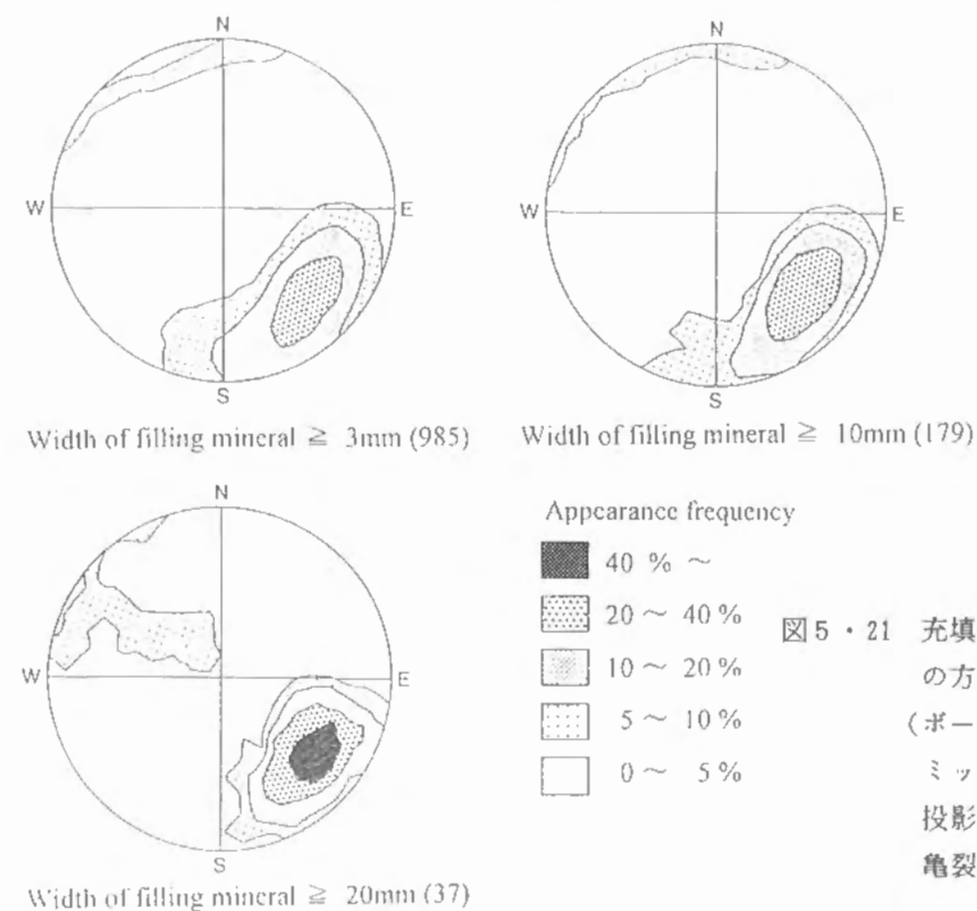 N
N
W
E
W
E
S
S
Width of filling mineral ≧ 3mm (985)
Width of filling mineral ≧ 10mm (179)
N
W
E
S
Width of filling mineral ≧ 20mm (37)
Appearance frequency
40 % ~
20 ~ 40 %
10 ~ 20 %
5 ~ 10 %
0 ~ 5 %
図5・21 充填
の方
(ボー
ミッ
投影
亀裂